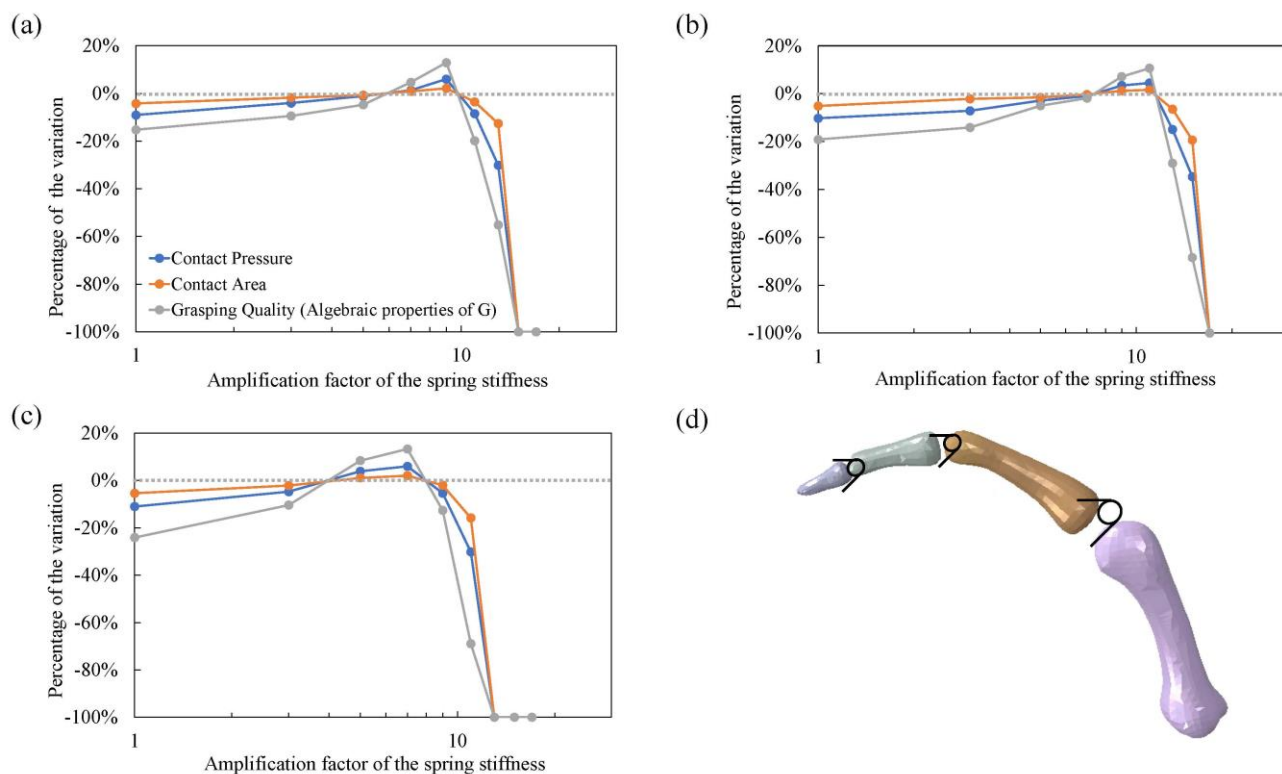 (a)
20%
0%
-20%
-40%
-60%
-80%
-100%
Percentage of the variation
Contact Pressure
Contact Area
Grasping Quality (Algebraic properties of G)
1
10
Amplification factor of the spring stiffness
(b)
20%
0%
-20%
-40%
-60%
-80%
-100%
Percentage of the variation
1
10
Amplification factor of the spring stiffness
(c)
20%
0%
-20%
-40%
-60%
-80%
-100%
Percentage of the variation
1
10
Amplification factor of the spring stiffness
(d)